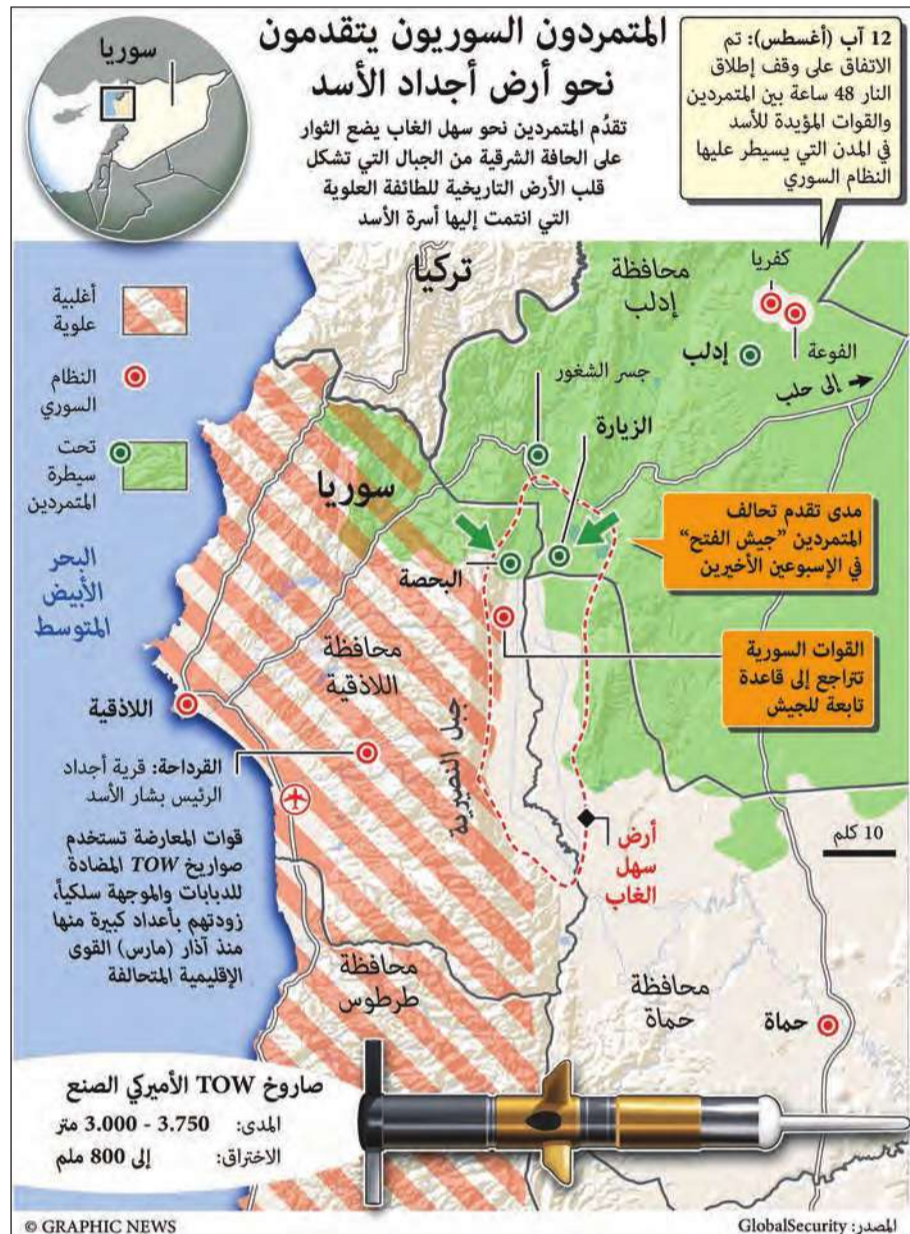 المتمردون السوريون يتقدمون
نحو أرض أجداد الأسد
تقدُم المتمردين نحو سهل الغاب يضع الثوار
على الحافة الشرقية من الجبال التي تشكل
قلب الأرض التاريخية للطائفة العلوية
التي انتمت إليها أسرة الأسد
12 آب (أغسطس): تم
الاتفاق على وقف إطلاق
النار 48 ساعة بين المتمردين
والقوات المؤيدة للأسد
في المدن التي يسيطر عليها
النظام السوري
سوريا
تركيا
محافظة
إدلب
كفريا
الفوعة
إدلب
إلى حلب
جسر الشغور
الزيارة
أغلبية
علوية
النظام
السوري
تحت
سيطرة
المتمردين
سوريا
البحر
الأبيض
المتوسط
البحصة
مدى تقدم تحالف
المتمردين "جيش الفتح"
في الإسبوعين الأخيرين
القوات السورية
تتراجع إلى قاعدة
تابعة للجيش
محافظة
اللاذقية
جبل النصيرية
اللاذقية
القرداحة: قرية أجداد
الرئيس بشار الأسد
أرض
سهل
الغاب
10 كلم
قوات المعارضة تستخدم
صواريخ TOW المضادة
للدبابات والموجهة سلكياً،
زودتهم بأعداد كبيرة منها
منذ آذار (مارس) القوى
الإقليمية المتحالفة
محافظة
طرطوس
محافظة
حماة
حماة
صاروخ TOW الأميركي الصنع
المدى: 3.750 - 3.000 متر
الاختراق: إلى 800 ملم
المصدر: GlobalSecurity
© GRAPHIC NEWS